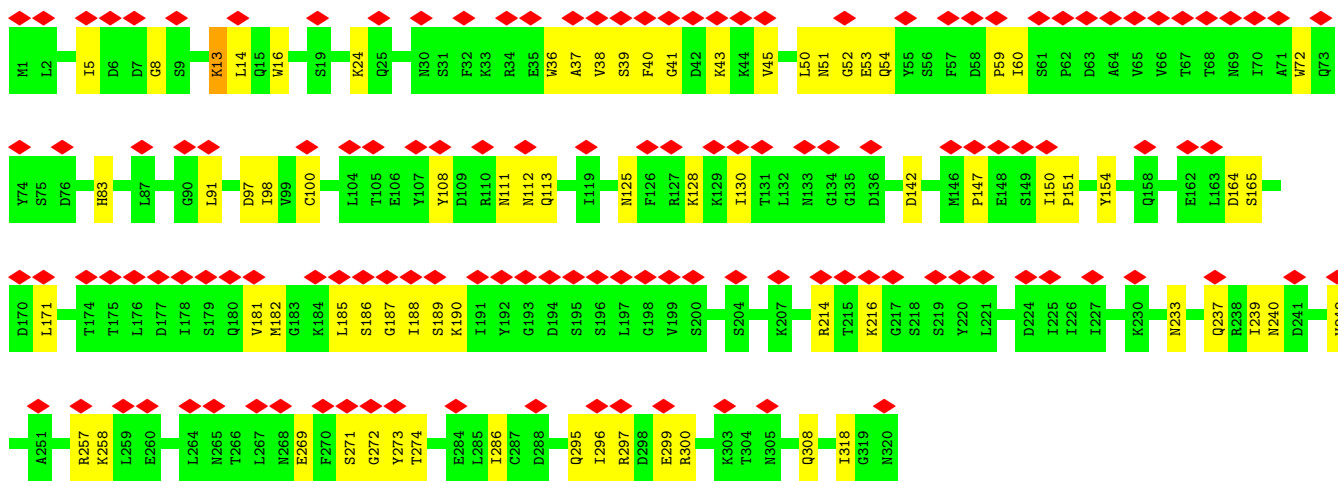 M1 L2 I5 D6 D7 G8 S9 K13 L14 Q15 W16 S19 K24 Q25 N30 S31 F32 K33 R34 E35 W36 A37 V38 S39 F40 G41 D42 K43 K44 V45 L50 N51 G52 E53 Q54 Y55 S56 F57 D58 P59 I60 S61 P62 D63 A64 V65 V66 T67 T68 N69 I70 A71 W72 Q73
Y74 S75 D76 H83 L87 G90 L91 D97 I98 V99 C100 L104 T105 E106 Y107 Y108 D109 R110 N111 N112 Q113 I119 N125 F126 R127 K128 K129 I130 T131 L132 N133 G134 G135 D136 D142 M146 P147 E148 S149 I150 P151 Y154 Q158 E162 L163 D164 S165
D170 L171 T174 T175 L176 D177 I178 S179 Q180 V181 M182 G183 K184 L185 S186 G187 I188 S189 K190 I191 Y192 G193 D194 S195 S196 L197 G198 V199 S200 S204 K207 R214 T215 K216 G217 S218 S219 Y220 L221 D224 I225 I226 I227 K230 N233 Q237 R238 I239 N240 D241
A251 R257 K258 L259 E260 L264 N265 T266 L267 N268 E269 F270 S271 G272 Y273 T274 E284 L285 I286 C287 D288 Q295 I296 R297 D298 E299 R300 K303 T304 N305 Q308 I318 G319 N320